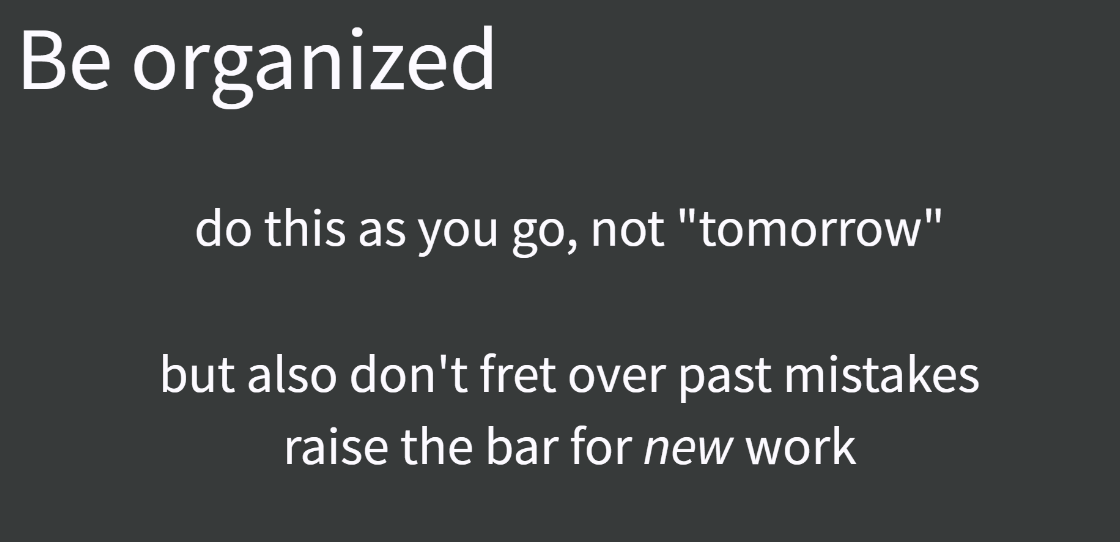 Be organized
do this as you go, not "tomorrow"
but also don't fret over past mistakes
raise the bar for new work